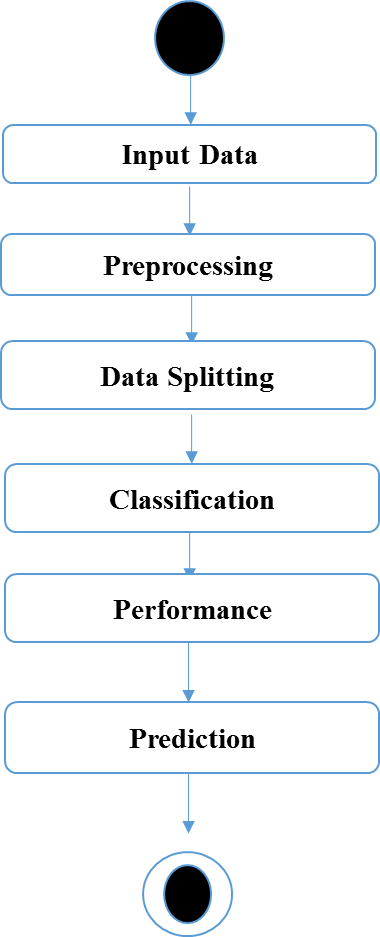 Input Data
Preprocessing
Data Splitting
Classification
Performance
Prediction